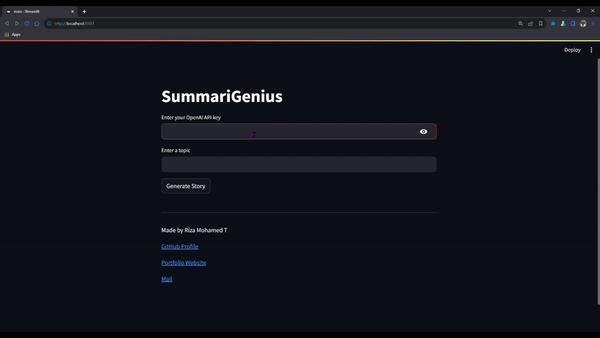 main · Streamlit
http://localhost:8501
Apps
Deploy
SummariGenius
Enter your OpenAI API key
Enter a topic
Generate Story
Made by Riza Mohamed T
GitHub Profile
Portfolio Website
Mail